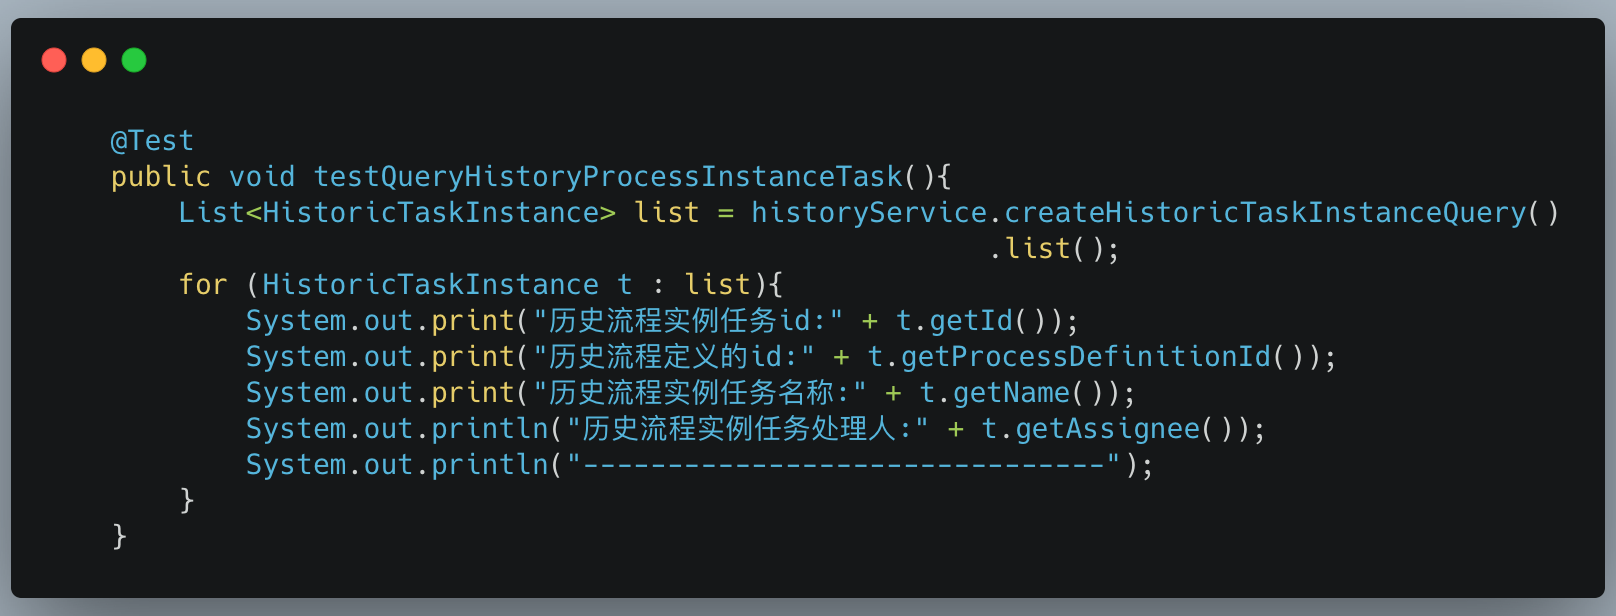 @Test
public void testQueryHistoryProcessInstanceTask(){
    List<HistoricTaskInstance> list = historyService.createHistoricTaskInstanceQuery()
                                                    .list();
    for (HistoricTaskInstance t : list){
        System.out.print("历史流程实例任务id:" + t.getId());
        System.out.print("历史流程定义的id:" + t.getProcessDefinitionId());
        System.out.print("历史流程实例任务名称:" + t.getName());
        System.out.println("历史流程实例任务处理人:" + t.getAssignee());
        System.out.println("-------------------------------");
    }
}